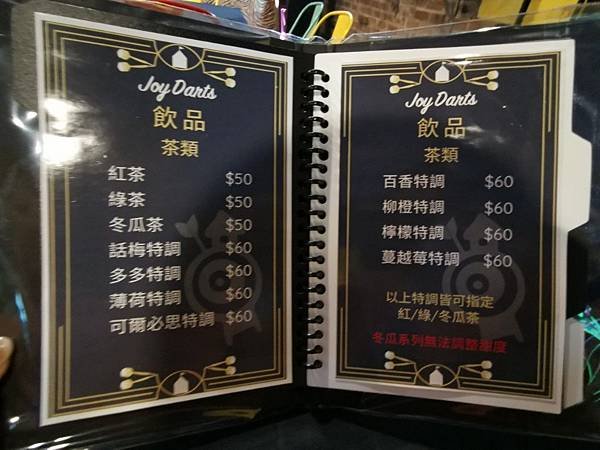 Joy Darts
飲品
茶類
紅茶 $50
綠茶 $50
冬瓜茶 $50
話梅特調 $60
多多特調 $60
薄荷特調 $60
可爾必思特調 $60
Joy Darts
飲品
茶類
百香特調 $60
柳橙特調 $60
檸檬特調 $60
蔓越莓特調 $60
以上特調皆可指定
紅/綠/冬瓜茶
冬瓜系列無法調整甜度